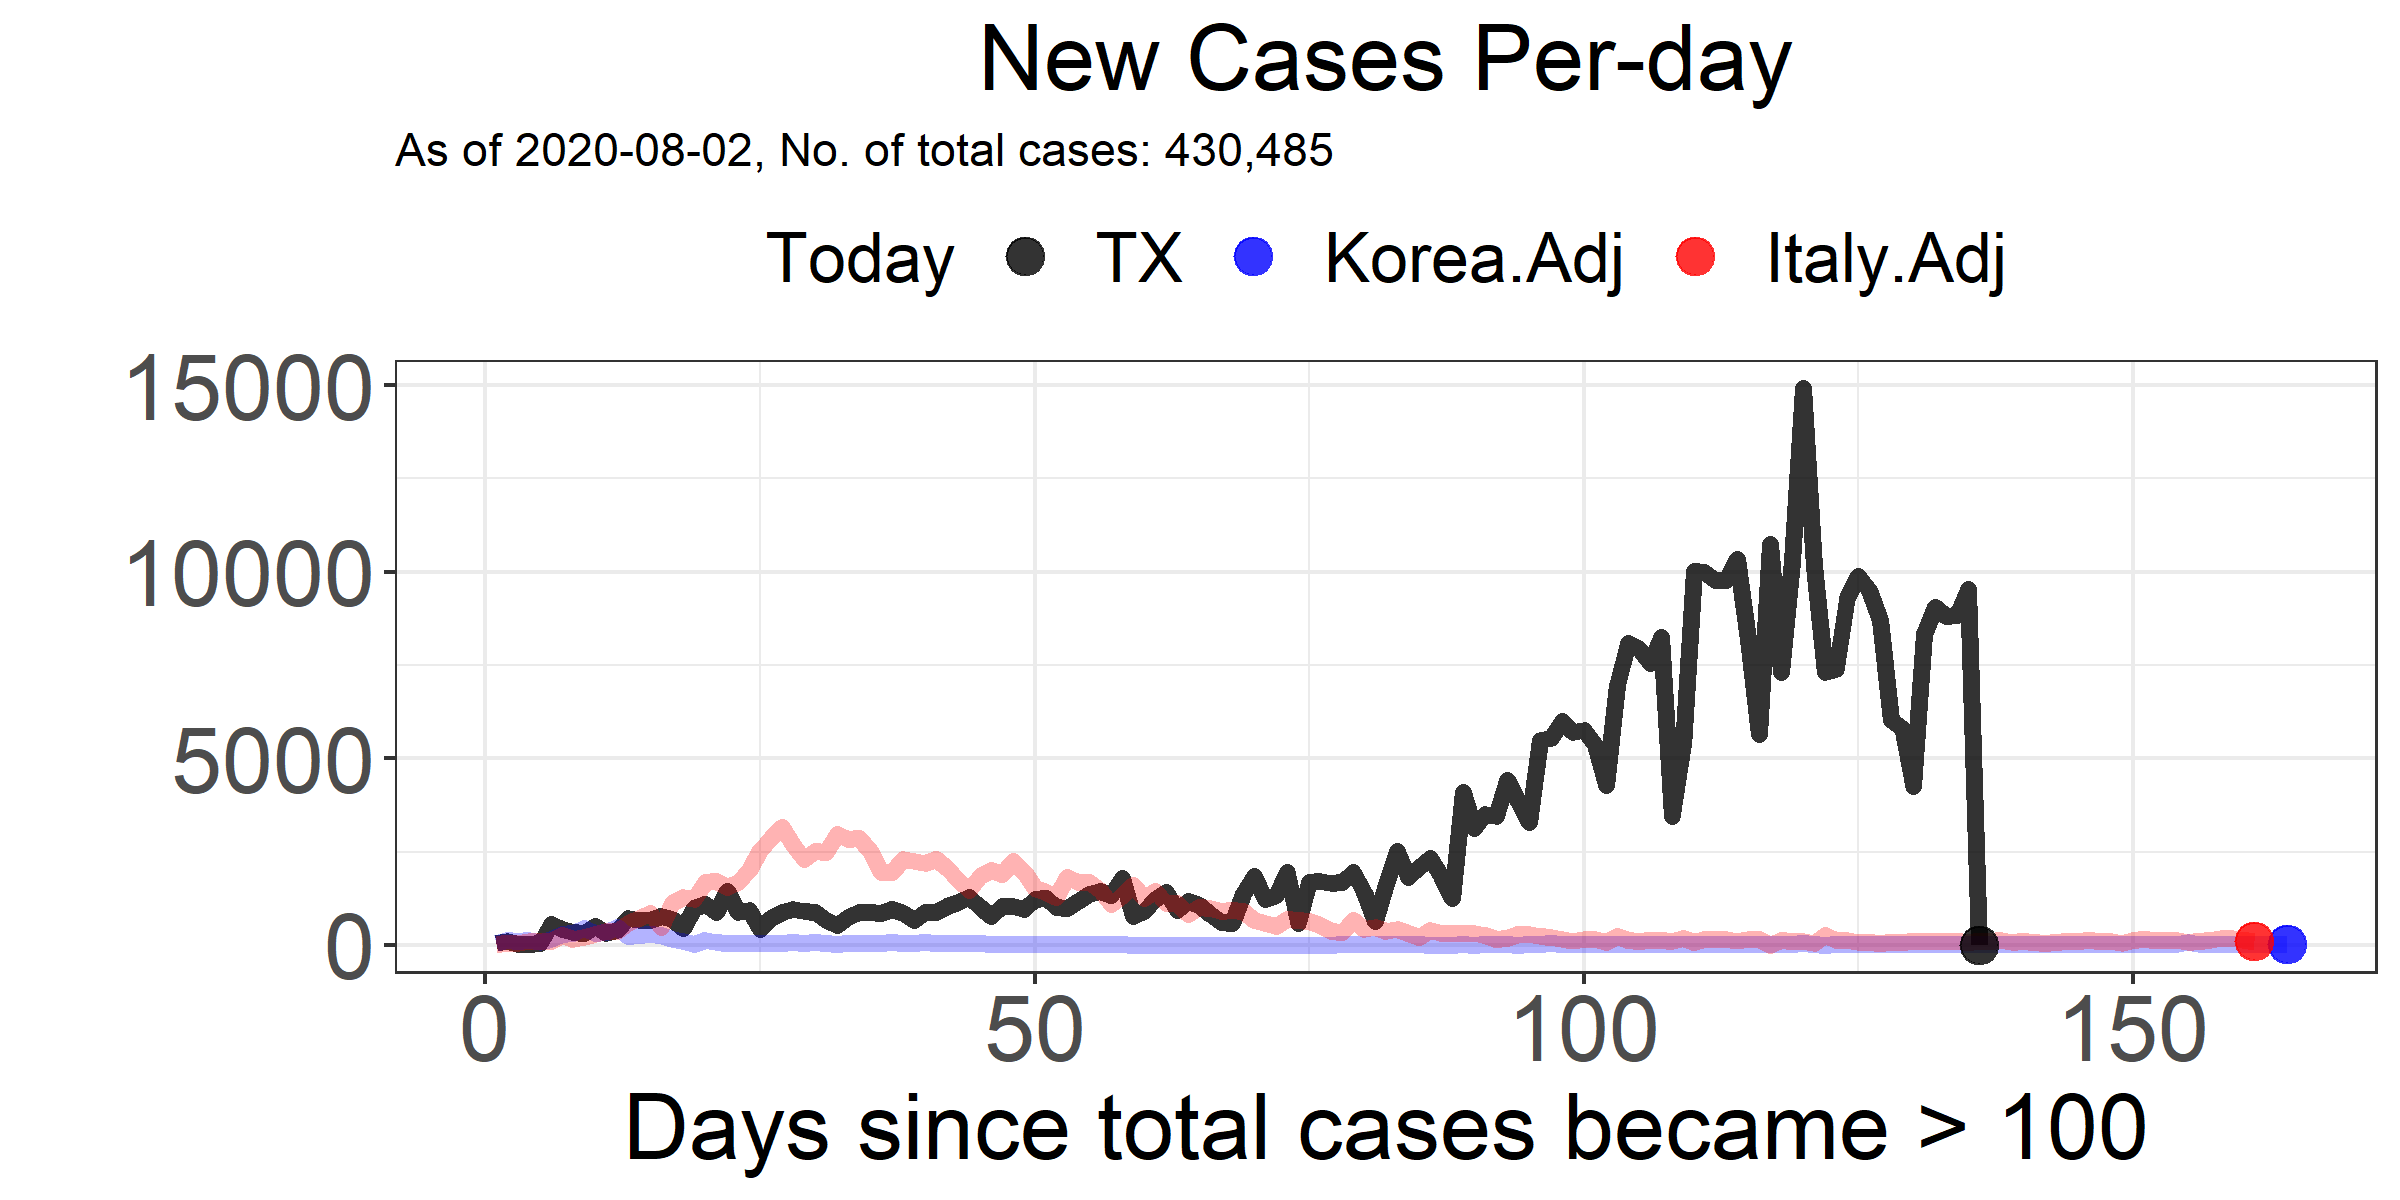 New Cases Per-day
As of 2020-08-02, No. of total cases: 430,485
Today TX Korea.Adj Italy.Adj
15000
10000
5000
0
0 50 100 150
Days since total cases became > 100